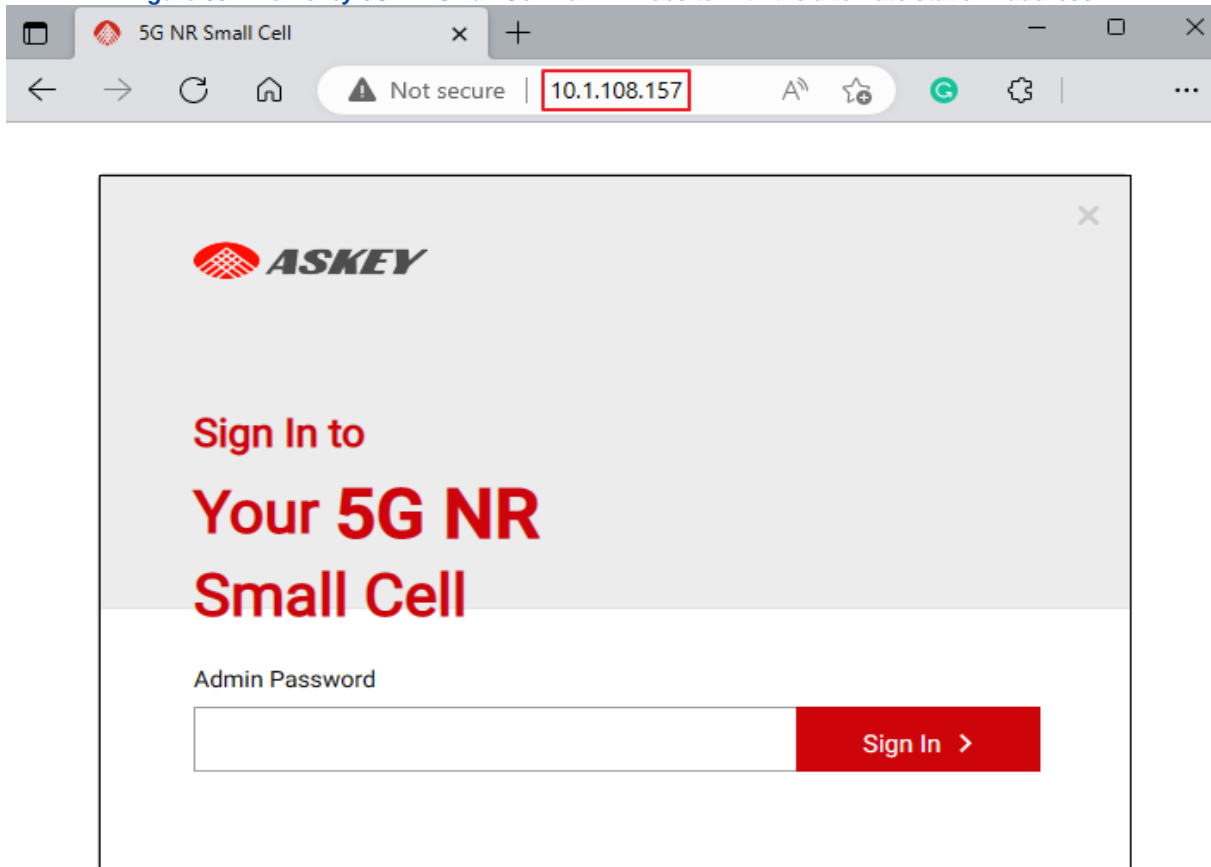 5G NR Small Cell
Not secure | 10.1.108.157
ASKEY
Sign In to
Your 5G NR
Small Cell
Admin Password
Sign In >